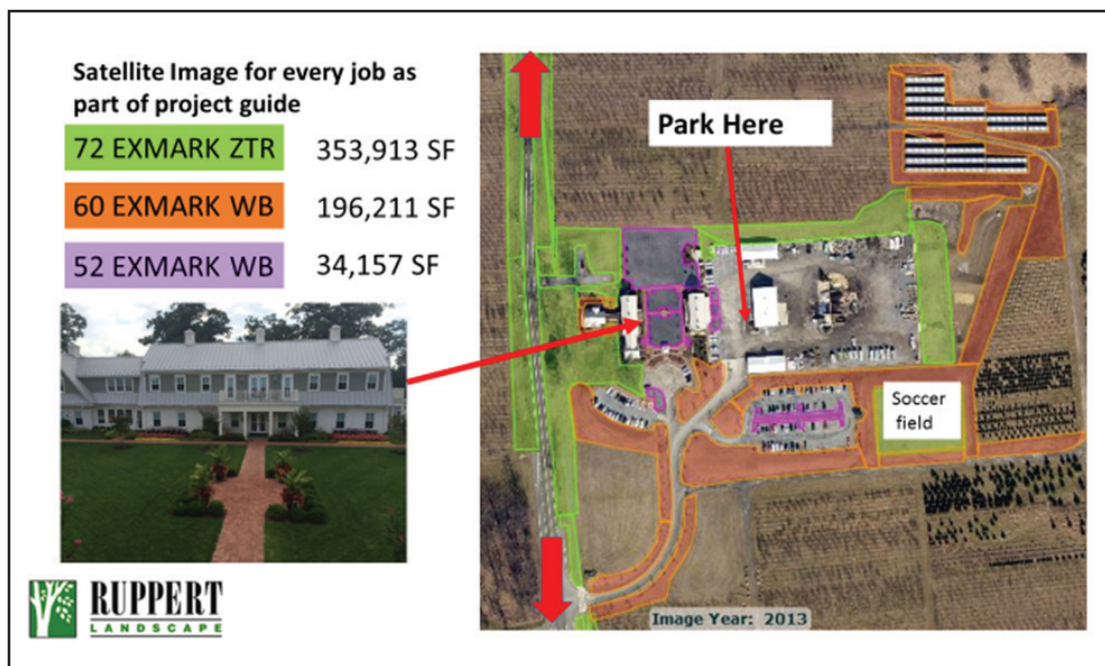 Satellite Image for every job as
part of project guide
72 EXMARK ZTR 353,913 SF
60 EXMARK WB 196,211 SF
52 EXMARK WB 34,157 SF
Park Here
Soccer
field
Image Year: 2013
RUPPERT
LANDSCAPE